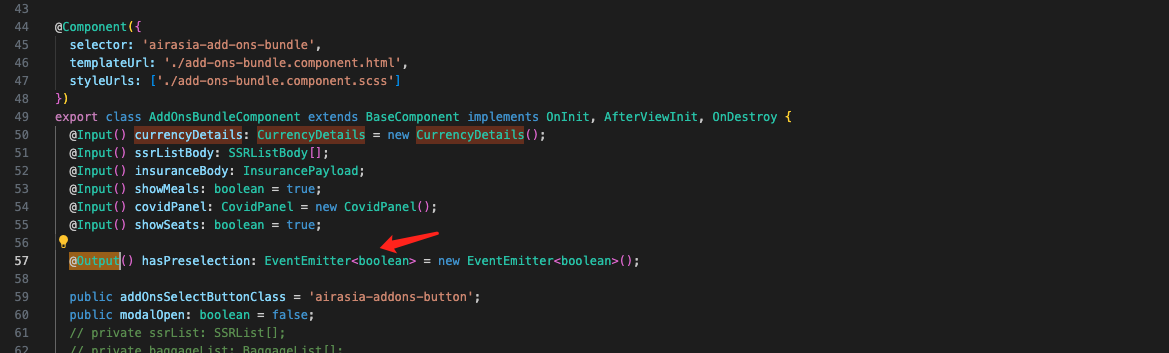 43
44 @Component({
45 selector: 'airasia-add-ons-bundle',
46 templateUrl: './add-ons-bundle.component.html',
47 styleUrls: ['./add-ons-bundle.component.scss']
48 })
49 export class AddOnsBundleComponent extends BaseComponent implements OnInit, AfterViewInit, OnDestroy {
50 @Input() currencyDetails: CurrencyDetails = new CurrencyDetails();
51 @Input() ssrListBody: SSRListBody[];
52 @Input() insuranceBody: InsurancePayload;
53 @Input() showMeals: boolean = true;
54 @Input() covidPanel: CovidPanel = new CovidPanel();
55 @Input() showSeats: boolean = true;
56
57 @Output() hasPreselection: EventEmitter<boolean> = new EventEmitter<boolean>();
58
59 public addOnsSelectButtonClass = 'airasia-addons-button';
60 public modalOpen: boolean = false;
61 // private ssrList: SSRList[];
62 // private baggageList: BaggageList[];